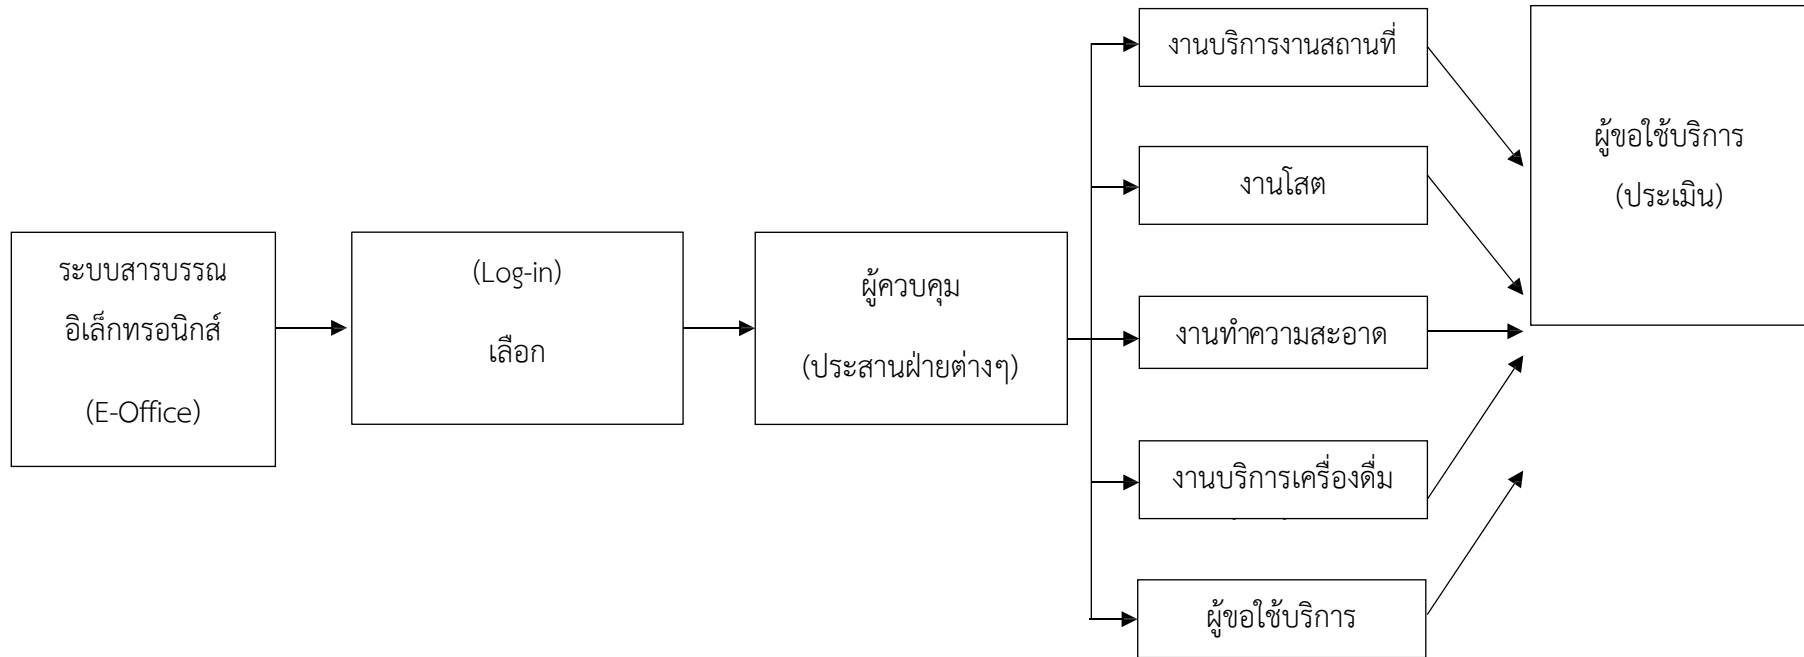 ระบบสารบรรณ
อิเล็กทรอนิกส์
(E-Office)
(Log-in)
เลือก
ผู้ควบคุม
(ประสานฝ่ายต่างๆ)
งานบริการงานสถานที่
งานโสต
งานทำความสะอาด
งานบริการเครื่องดื่ม
ผู้ขอใช้บริการ
ผู้ขอใช้บริการ
(ประเมิน)